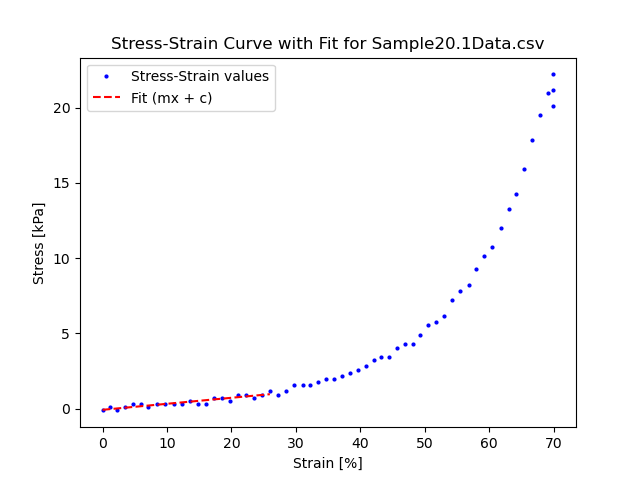 Stress-Strain Curve with Fit for Sample20.1Data.csv
Stress-Strain values
Fit (mx + c)
20
15
10
5
0
Stress [kPa]
0 10 20 30 40 50 60 70
Strain [%]